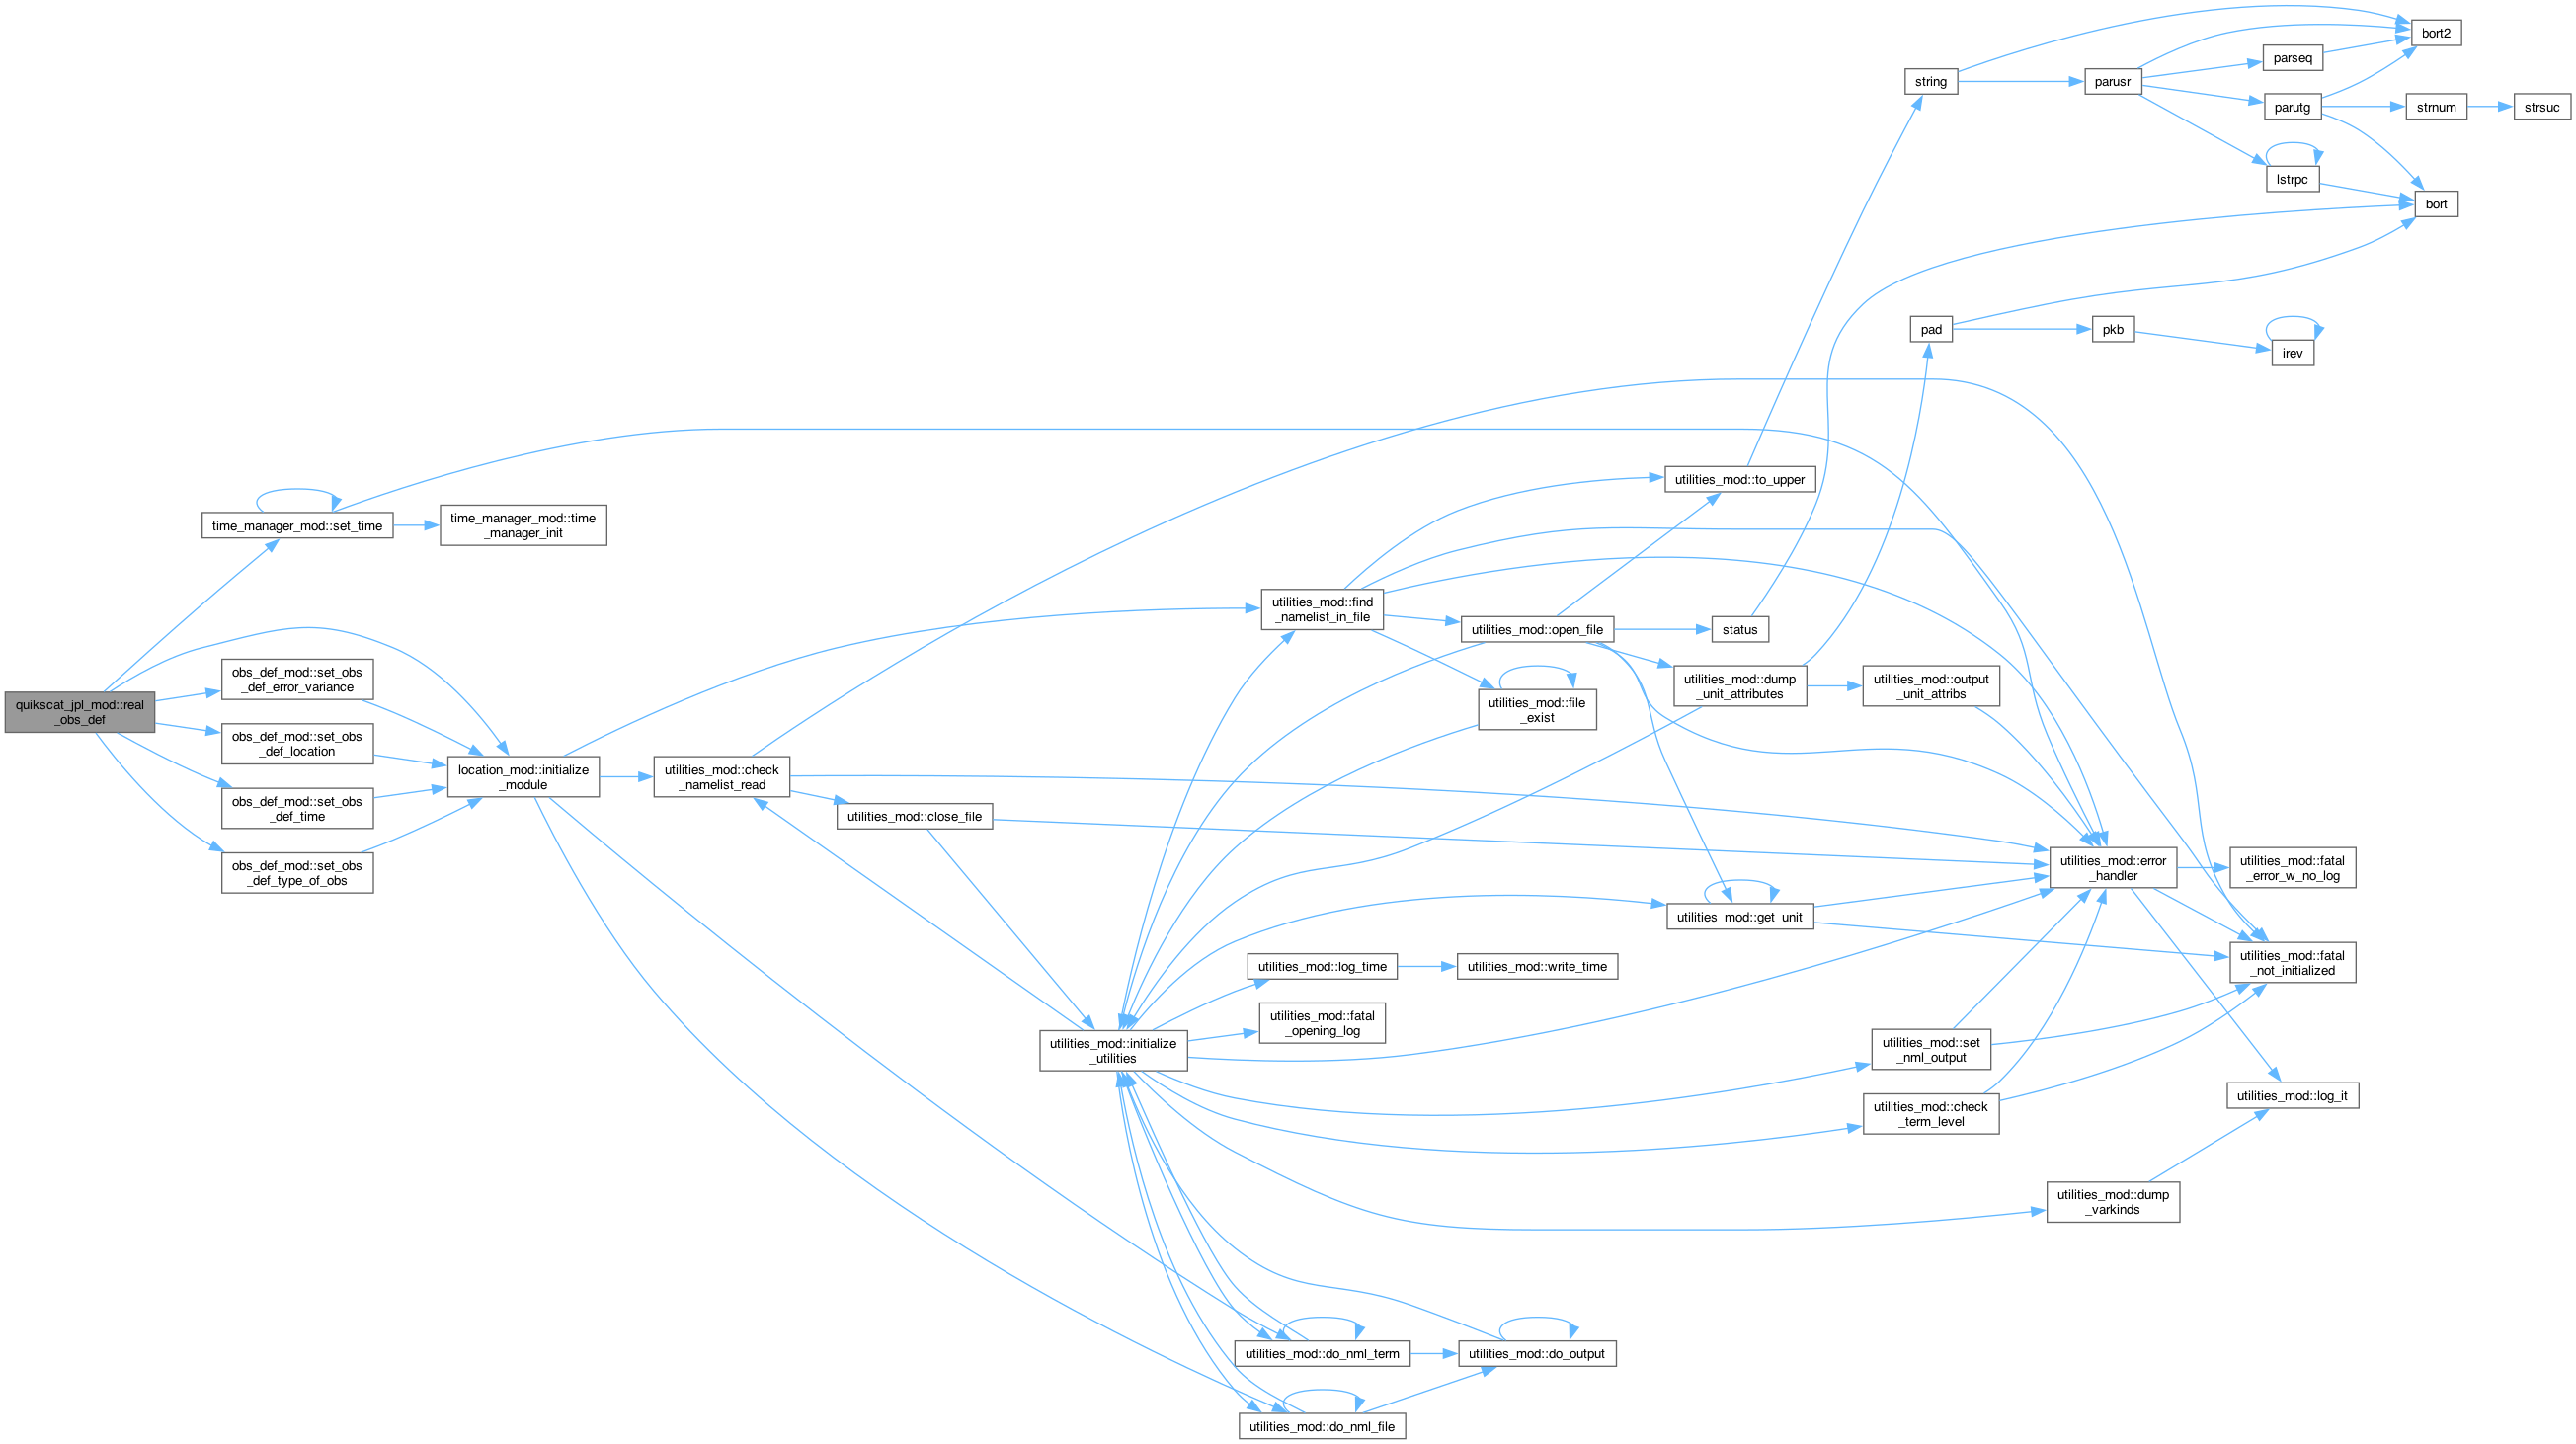 bort2
parseq
string
parusr
parutg
strnum
strsuc
lstrpc
bort
pad
pkb
irev
utilities_mod::to_upper
time_manager_mod::set_time
time_manager_mod::time
_manager_init
utilities_mod::find
_namelist_in_file
utilities_mod::open_file
status
obs_def_mod::set_obs
_def_error_variance
utilities_mod::dump
_unit_attributes
utilities_mod::output
_unit_attribs
quikscat_jpl_mod::real
_obs_def
utilities_mod::file
_exist
obs_def_mod::set_obs
_def_location
location_mod::initialize
_module
utilities_mod::check
_namelist_read
obs_def_mod::set_obs
_def_time
utilities_mod::close_file
obs_def_mod::set_obs
_def_type_of_obs
utilities_mod::error
_handler
utilities_mod::fatal
_error_w_no_log
utilities_mod::get_unit
utilities_mod::log_time
utilities_mod::write_time
utilities_mod::fatal
_not_initialized
utilities_mod::fatal
_opening_log
utilities_mod::initialize
_utilities
utilities_mod::set
_nml_output
utilities_mod::log_it
utilities_mod::check
_term_level
utilities_mod::dump
_varkinds
utilities_mod::do_nml_term
utilities_mod::do_output
utilities_mod::do_nml_file